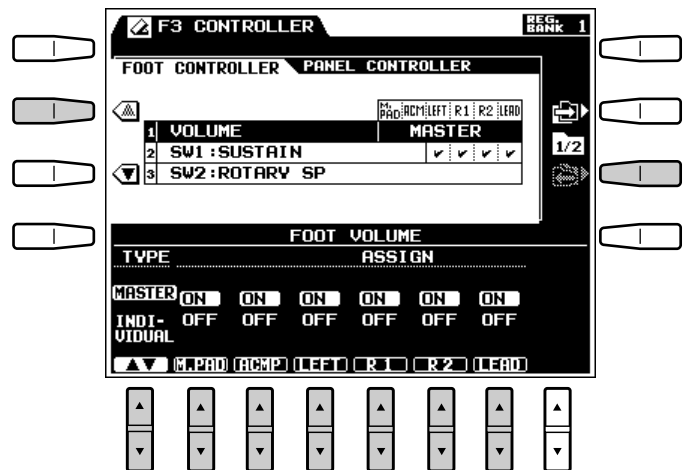 F3 CONTROLLER
REG. BANK 1
FOOT CONTROLLER PANEL CONTROLLER
M. PAD ACM LEFT R1 R2 LEAD
1 VOLUME MASTER
1/2
2 SW1:SUSTAIN ✔ ✔ ✔ ✔
3 SW2:ROTARY SP
FOOT VOLUME
TYPE ASSIGN
MASTER ON ON ON ON ON ON
INDI-VIDUAL OFF OFF OFF OFF OFF OFF
▲▼ M.PAD ACMP LEFT R1 R2 LEAD